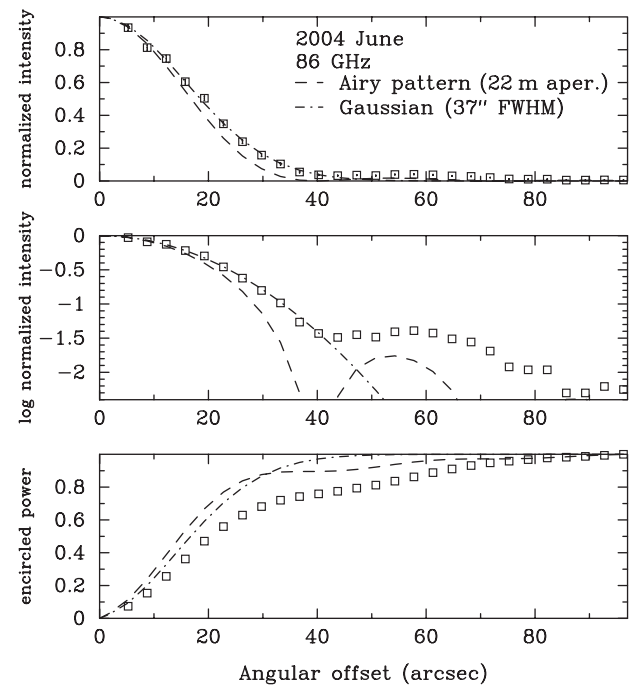 normalized intensity
0.8
0.6
0.4
0.2
0
2004 June
86 GHz
Airy pattern (22 m aper.)
Gaussian (37″ FWHM)
0 20 40 60 80
log normalized intensity
0
−0.5
−1
−1.5
−2
0 20 40 60 80
encircled power
0.8
0.6
0.4
0.2
0
0 20 40 60 80
Angular offset (arcsec)